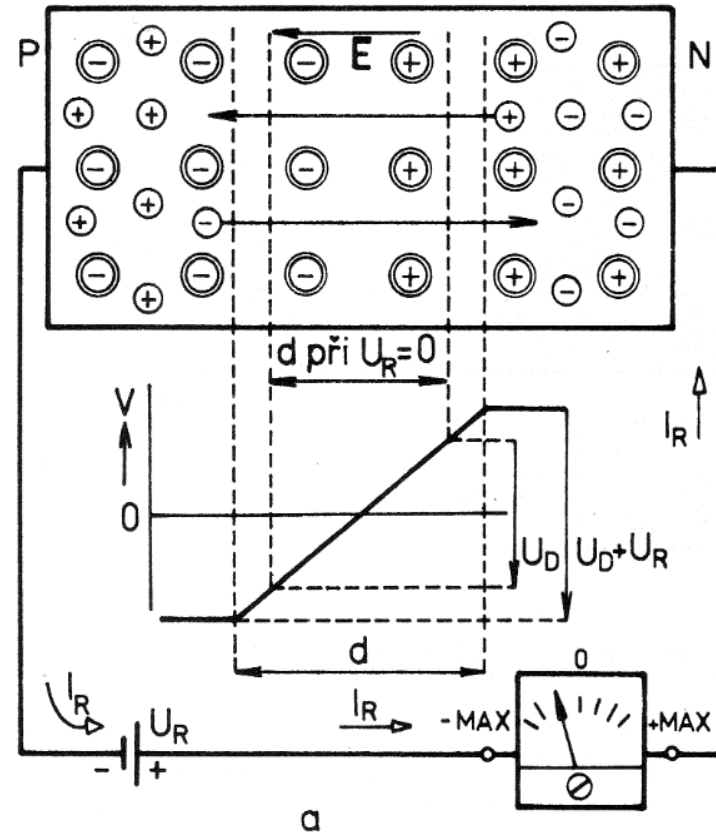 P
E
N
d při U_R=0
V
0
I_R
U_D
U_D+U_R
d
I_R
U_R
I_R
0
-MAX
+MAX
- +
a